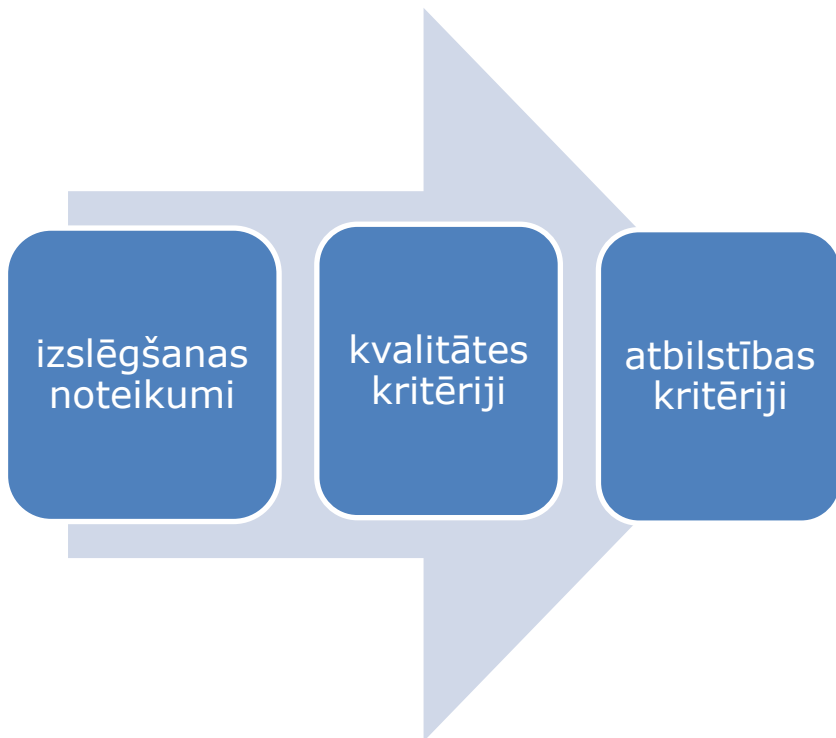 izslēgšanas
noteikumi
kvalitātes
kritēriji
atbilstības
kritēriji